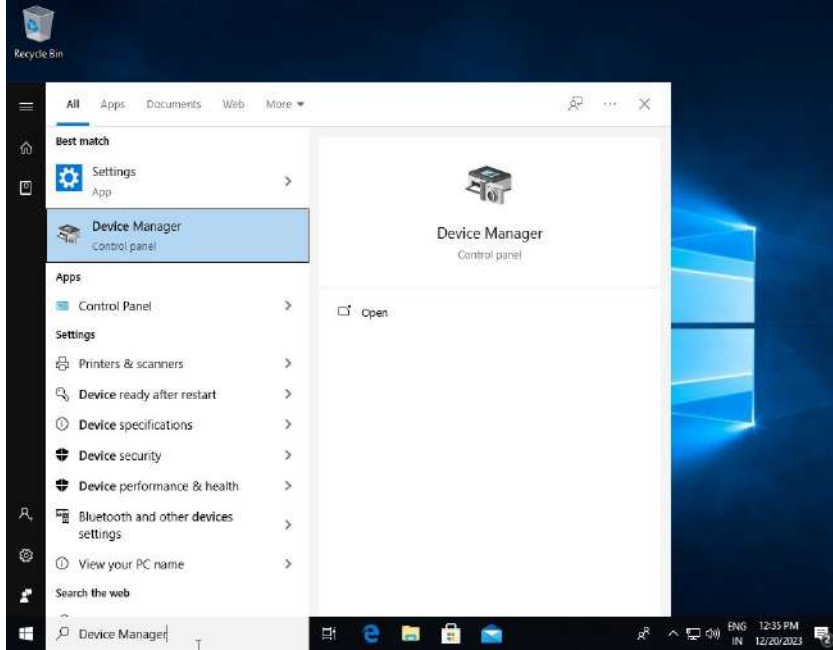 Recycle Bin
All Apps Documents Web More
Best match
Settings
App
Device Manager
Control panel
Device Manager
Control panel
Apps
Control Panel
Open
Settings
Printers & scanners
Device ready after restart
Device specifications
Device security
Device performance & health
Bluetooth and other devices
settings
View your PC name
Search the web
Device Manager
ENG 12:35 PM
IN 12/20/2023
2